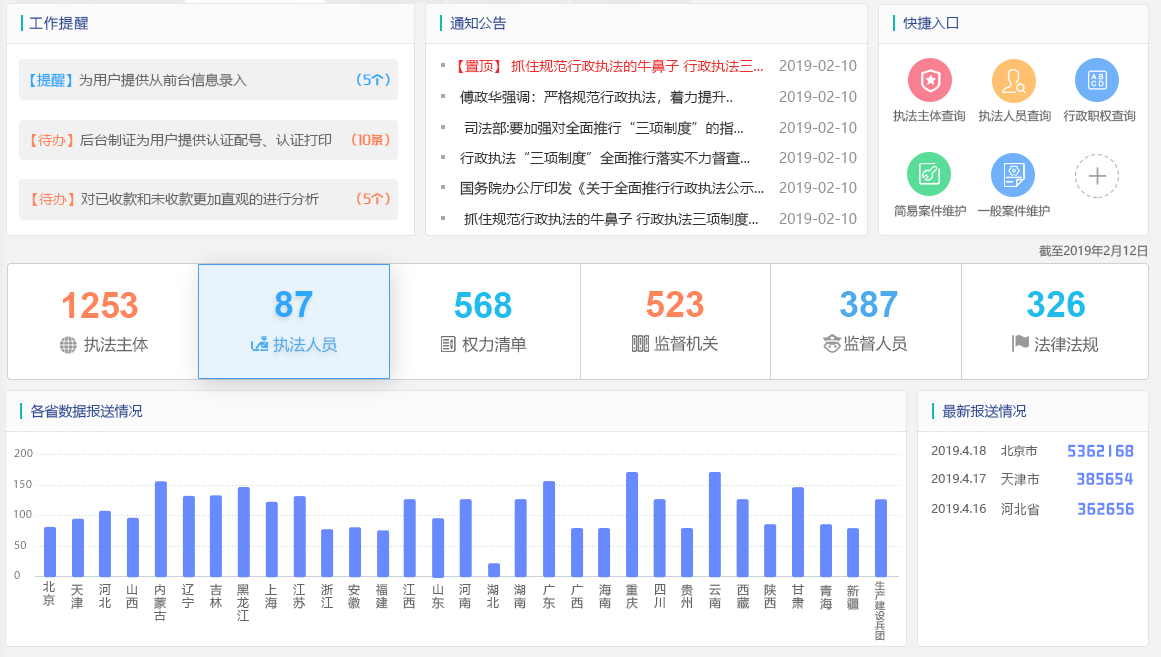 工作提醒
【提醒】为用户提供从前台信息录入 （5个）
【待办】后台制证为用户提供认证配号、认证打印 （10条）
【待办】对已收款和未收款更加直观的进行分析 （5个）
通知公告
【置顶】 抓住规范行政执法的牛鼻子 行政执法三... 2019-02-10
傅政华强调：严格规范行政执法，着力提升.. 2019-02-10
司法部:要加强对全面推行“三项制度”的指... 2019-02-10
行政执法“三项制度”全面推行落实不力督查... 2019-02-10
国务院办公厅印发《关于全面推行行政执法公示... 2019-02-10
抓住规范行政执法的牛鼻子 行政执法三项制度... 2019-02-10
快捷入口
ABCD
执法主体查询 执法人员查询 行政职权查询
简易案件维护 一般案件维护
截至2019年2月12日
1253 87 568 523 387 326
执法主体 执法人员 权力清单 监督机关 监督人员 法律法规
各省数据报送情况
200
150
100
50
0
北京 天津 河北 山西 内蒙古 辽宁 吉林 黑龙江 上海 江苏 浙江 安徽 福建 江西 山东 河南 湖北 湖南 广东 广西 海南 重庆 四川 贵州 云南 西藏 陕西 甘肃 青海 新疆 生产建设兵团
最新报送情况
2019.4.18 北京市 5362168
2019.4.17 天津市 385654
2019.4.16 河北省 362656